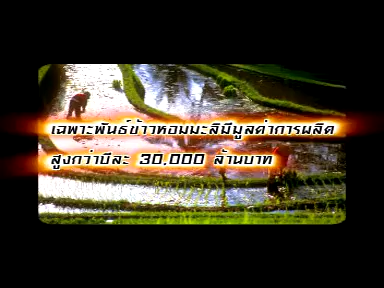 เฉพาะพันธ์ข้าวหอมมะลิมีมูลค่าการผลิต
สูงกว่าปีละ 30,000 ล้านบาท